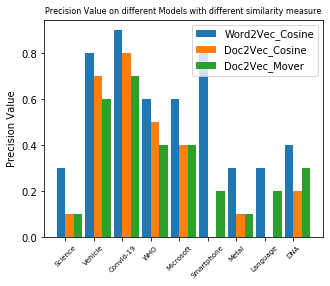 Precision Value on different Models with different similarity measure
Word2Vec_Cosine
Doc2Vec_Cosine
Doc2Vec_Mover
Precision Value
0.8
0.6
0.4
0.2
0.0
Science
Vehicle
Convid-19
WHO
Microsoft
Smartphone
Metal
Language
DNA